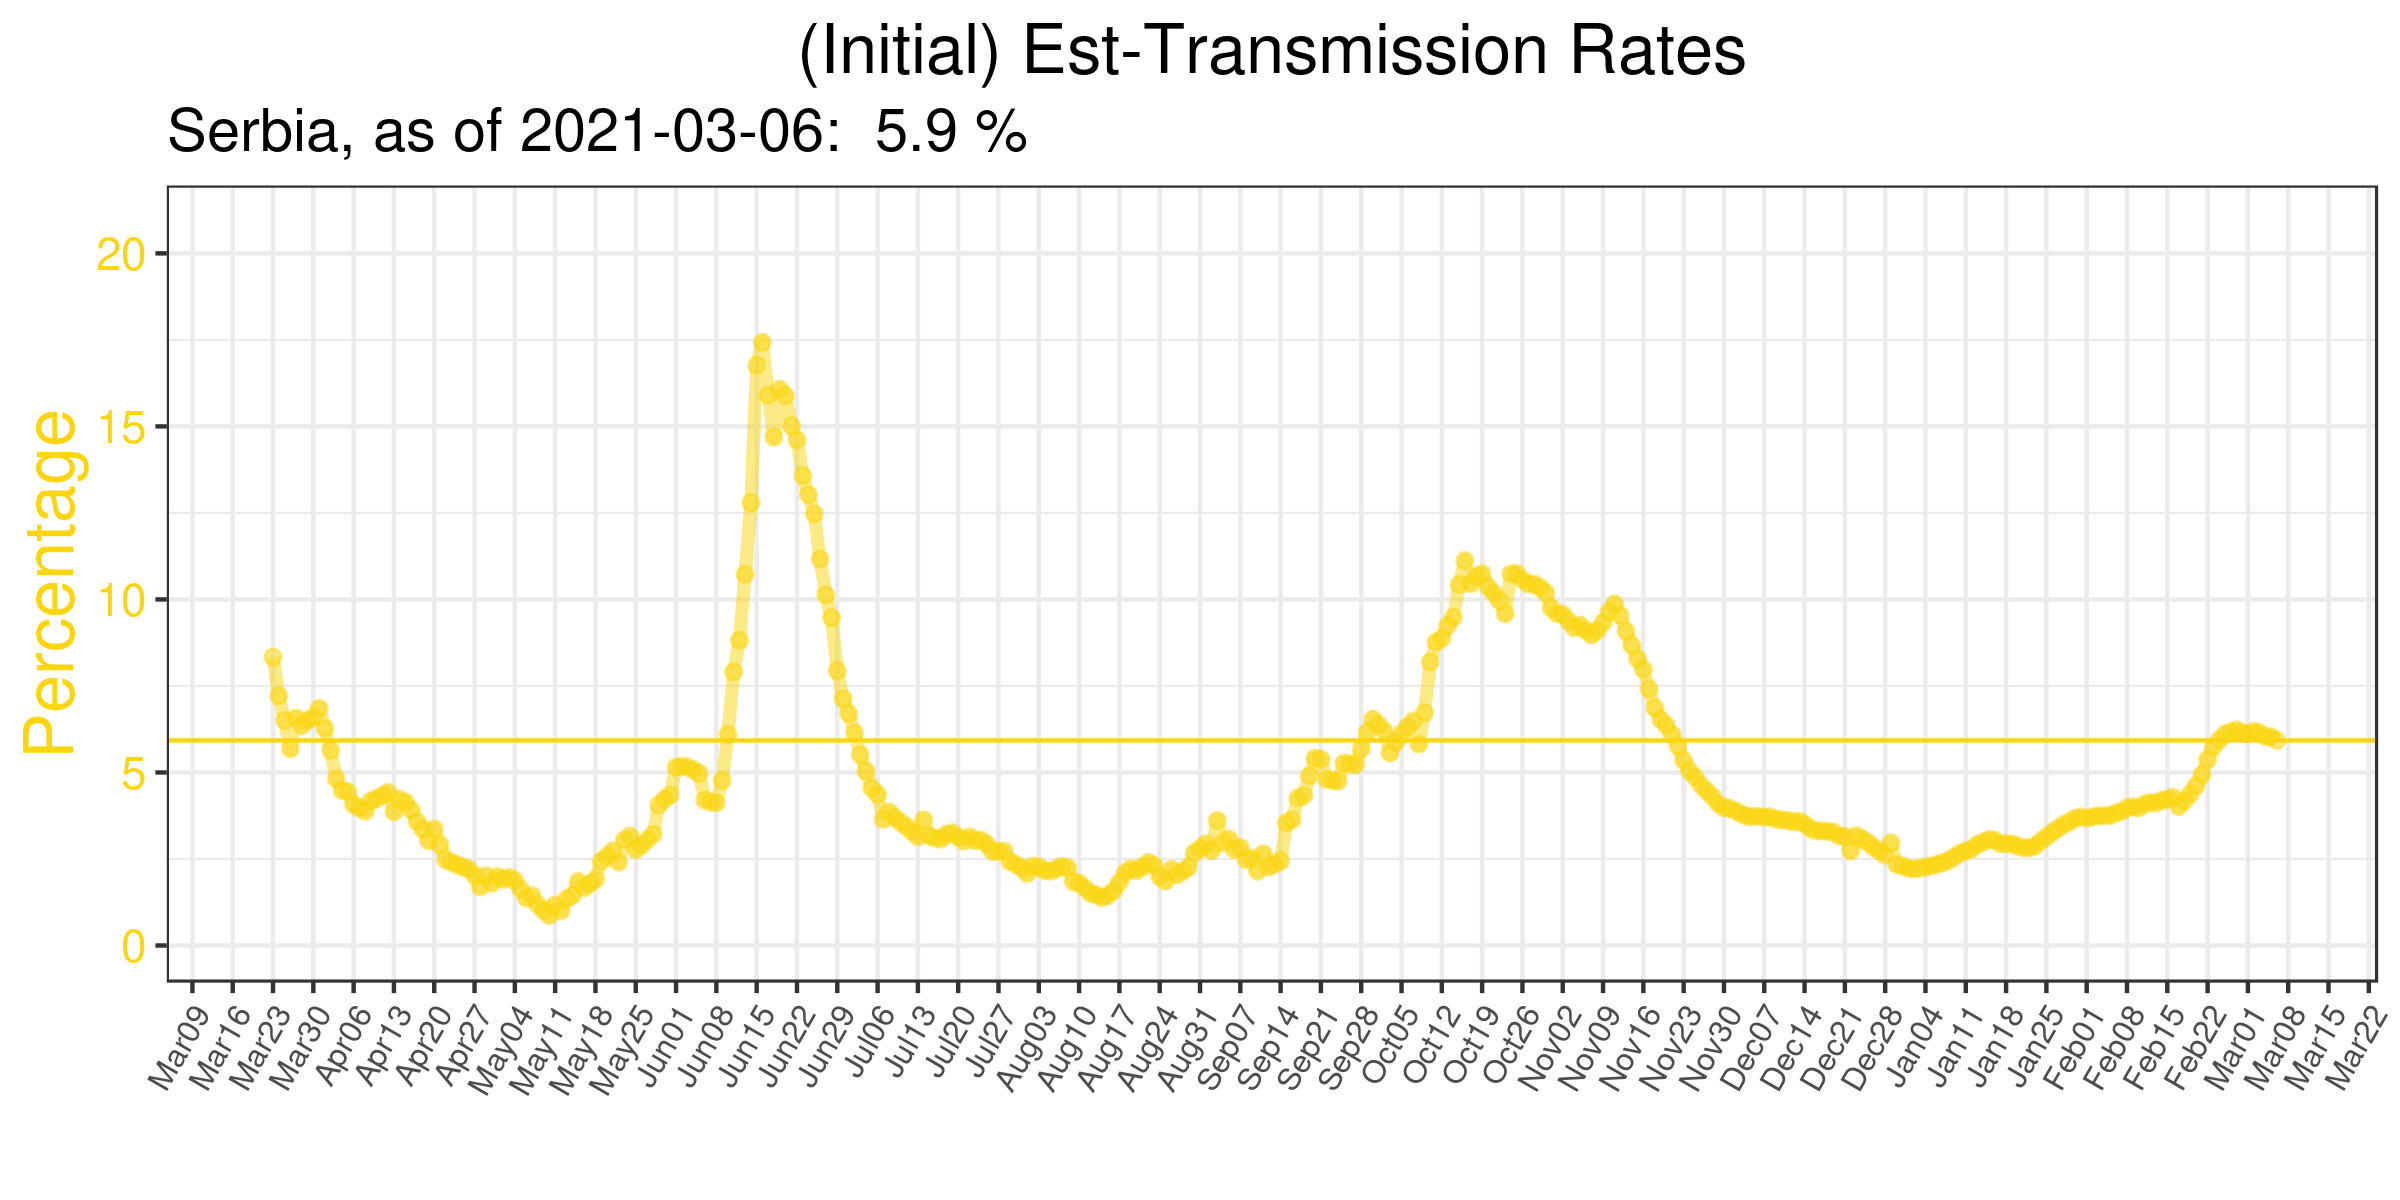 (Initial) Est-Transmission Rates
Serbia, as of 2021-03-06:  5.9 %
Percentage
20
15
10
5
0
Mar09 Mar16 Mar23 Mar30 Apr06 Apr13 Apr20 Apr27 May04 May11 May18 May25 Jun01 Jun08 Jun15 Jun22 Jun29 Jul06 Jul13 Jul20 Jul27 Aug03 Aug10 Aug17 Aug24 Aug31 Sep07 Sep14 Sep21 Sep28 Oct05 Oct12 Oct19 Oct26 Nov02 Nov09 Nov16 Nov23 Nov30 Dec07 Dec14 Dec21 Dec28 Jan04 Jan11 Jan18 Jan25 Feb01 Feb08 Feb15 Feb22 Mar01 Mar08 Mar15 Mar22